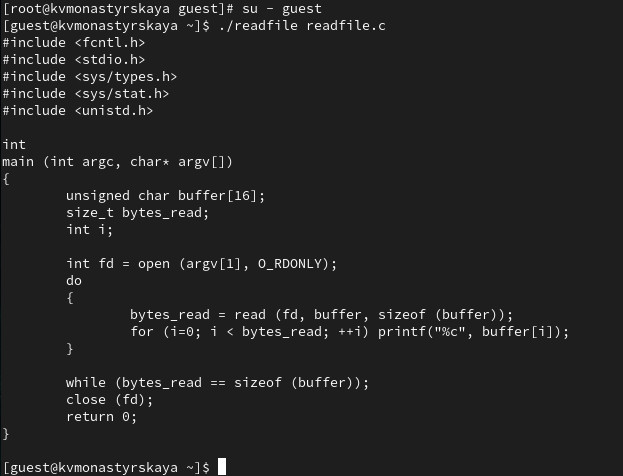 [root@kvmonastyrskaya guest]# su - guest
[guest@kvmonastyrskaya ~]$ ./readfile readfile.c
#include <fcntl.h>
#include <stdio.h>
#include <sys/types.h>
#include <sys/stat.h>
#include <unistd.h>

int
main (int argc, char* argv[])
{
        unsigned char buffer[16];
        size_t bytes_read;
        int i;

        int fd = open (argv[1], O_RDONLY);
        do
        {
                bytes_read = read (fd, buffer, sizeof (buffer));
                for (i=0; i < bytes_read; ++i) printf("%c", buffer[i]);
        }

        while (bytes_read == sizeof (buffer));
        close (fd);
        return 0;
}

[guest@kvmonastyrskaya ~]$